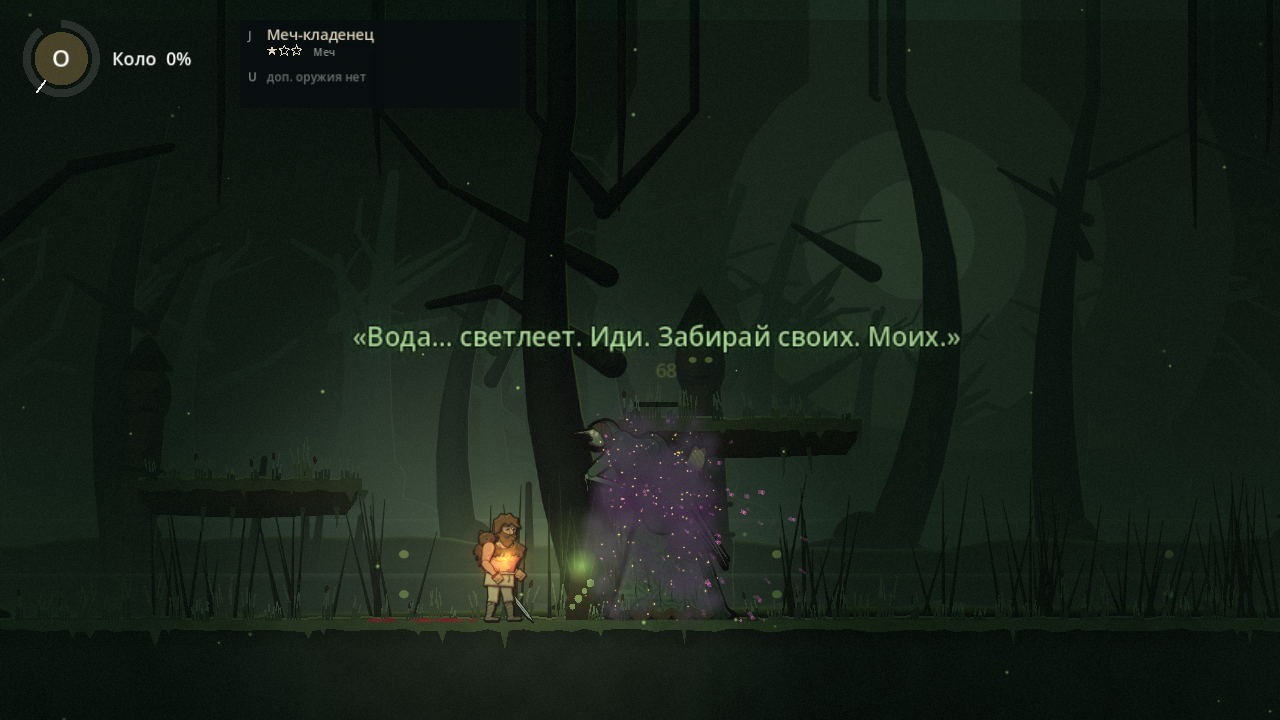 О
Коло 0%
J Меч-кладенец
★☆☆ Меч
U доп. оружия нет
«Вода... светлеет. Иди. Забирай своих. Моих.»
68